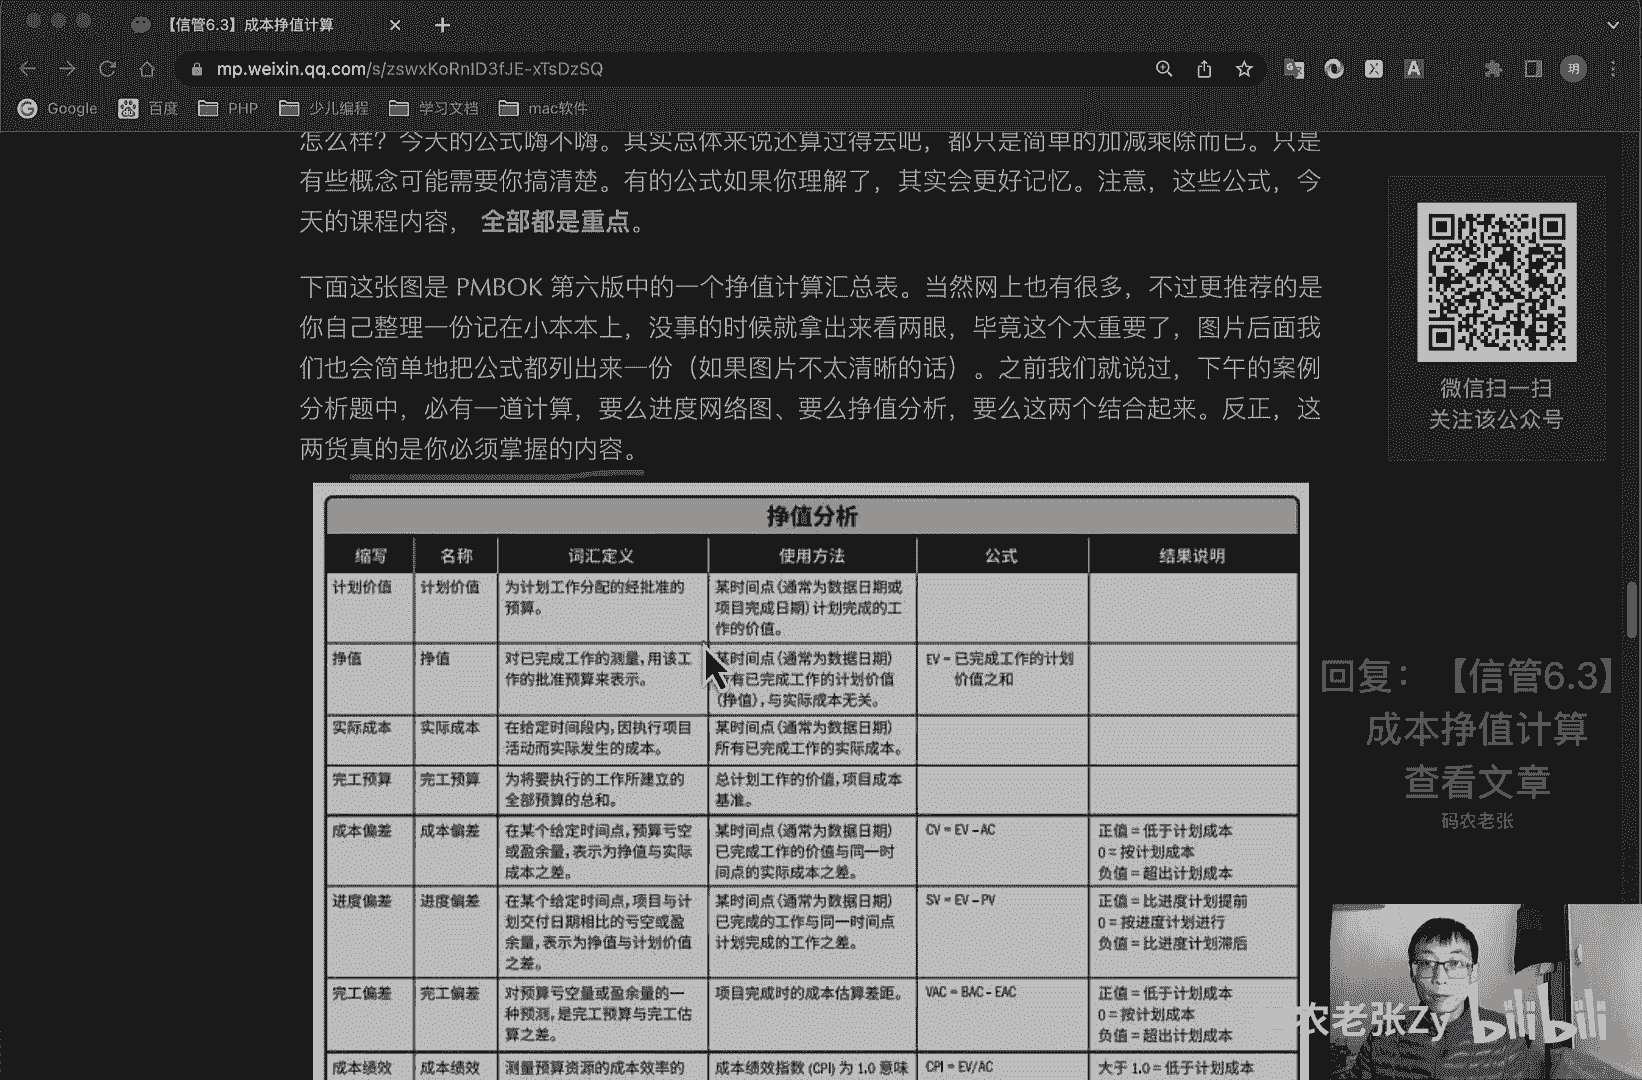 【信管6.3】成本挣值计算
mp.weixin.qq.com/s/zswxKoRnID3fJE-xTsDzSQ
玥
Google 百度 PHP 少儿编程 学习文档 mac软件
怎么样？今天的公式嗨不嗨。其实总体来说还算过得去吧，都只是简单的加减乘除而已。只是
有些概念可能需要你搞清楚。有的公式如果你理解了，其实会更好记忆。注意，这些公式，今
天的课程内容， 全部都是重点。
下面这张图是 PMBOK 第六版中的一个挣值计算汇总表。当然网上也有很多，不过更推荐的是
你自己整理一份记在小本本上，没事的时候就拿出来看两眼，毕竟这个太重要了，图片后面我
们也会简单地把公式都列出来一份（如果图片不太清晰的话）。之前我们就说过，下午的案例
分析题中，必有一道计算，要么进度网络图、要么挣值分析，要么这两个结合起来。反正，这
两货真的是你必须掌握的内容。
微信扫一扫
关注该公众号
挣值分析
缩写 名称 词汇定义 使用方法 公式 结果说明
计划价值 计划价值 为计划工作分配的经批准的 某时间点（通常为数据日期或
预算。 项目完成日期）计划完成的工
作的价值。
挣值 挣值 对已完成工作的测量，用该工 某时间点（通常为数据日期） EV = 已完成工作的计划
作的批准预算来表示。 有已完成工作的计划价值 价值之和
（挣值），与实际成本无关。
实际成本 实际成本 在给定时间段内，因执行项目 某时间点（通常为数据日期）
活动而实际发生的成本。 所有已完成工作的实际成本。
完工预算 完工预算 为将要执行的工作所建立的 总计划工作的价值，项目成本
全部预算的总和。 基准。
成本偏差 成本偏差 在某个给定时间点，预算亏空 某时间点（通常为数据日期） CV = EV – AC 正值 = 低于计划成本
或盈余量，表示为挣值与实际 已完成工作的价值与同一时 0 = 按计划成本
成本之差。 间点的实际成本之差。 负值 = 超出计划成本
进度偏差 进度偏差 在某个给定时间点，项目与计 某时间点（通常为数据日期） SV = EV – PV 正值 = 比进度计划提前
划交付日期相比的亏空或盈 已完成的工作与同一时间点 0 = 按进度计划进行
余量，表示为挣值与计划价值 计划完成的工作之差。 负值 = 比进度计划滞后
之差。
完工偏差 完工偏差 对预算亏空量或盈余量的一 项目完成时的成本估算差距。 VAC = BAC – EAC 正值 = 低于计划成本
种预测，是完工预算与完工估 0 = 按计划成本
算之差。 负值 = 超出计划成本
成本绩效 成本绩效 测量预算资源的成本效率的 成本绩效指数 (CPI) 为 1.0 意味 CPI = EV/AC 大于 1.0 = 低于计划成本
回复：【信管6.3】
成本挣值计算
查看文章
码农老张
农老张Zy bilibili